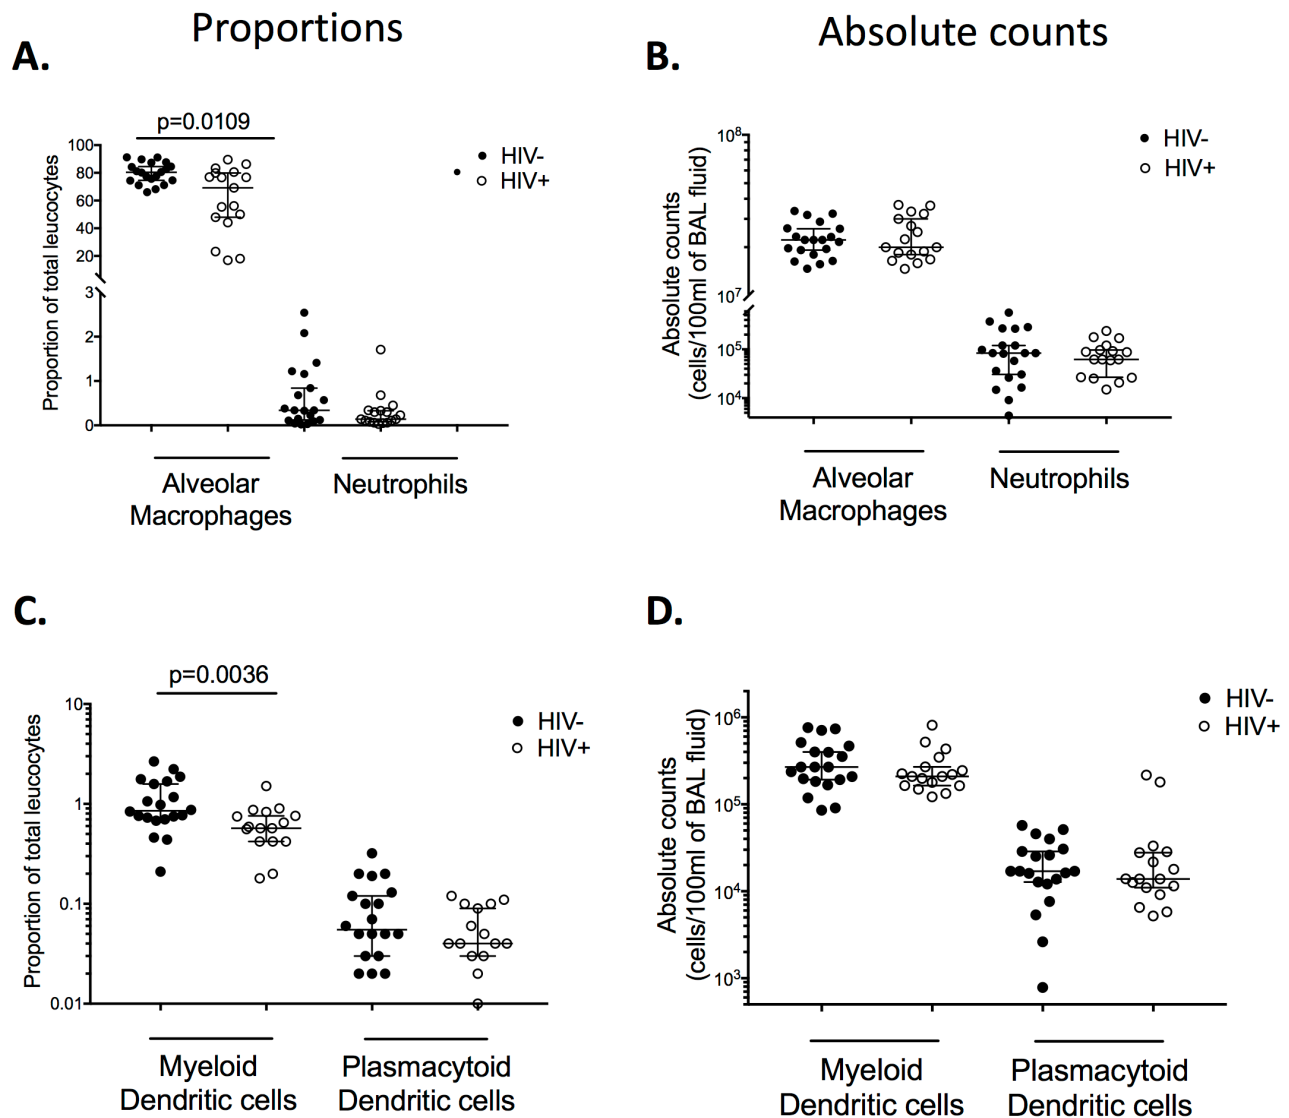 Proportions
Absolute counts
A.
p=0.0109
Proportion of total leucocytes
100
80
60
40
20
3
2
1
0
HIV-
HIV+
Alveolar
Macrophages
Neutrophils
B.
Absolute counts
(cells/100ml of BAL fluid)
10⁸
10⁷
10⁵
10⁴
HIV-
HIV+
Alveolar
Macrophages
Neutrophils
C.
p=0.0036
Proportion of total leucocytes
10
1
0.1
0.01
HIV-
HIV+
Myeloid
Dendritic cells
Plasmacytoid
Dendritic cells
D.
Absolute counts
(cells/100ml of BAL fluid)
10⁶
10⁵
10⁴
10³
HIV-
HIV+
Myeloid
Dendritic cells
Plasmacytoid
Dendritic cells